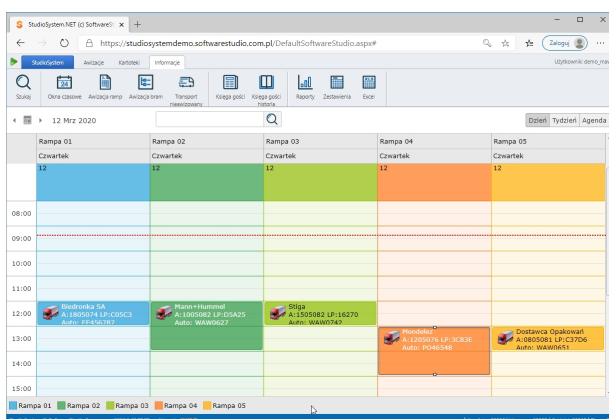 StudioSystem.NET (c) SoftwareSt
https://studiosystemdemo.softwarestudio.com.pl/DefaultSoftwareStudio.aspx#
Zaloguj
StudioSystem Awizacje Kartoteki Informacje
Użytkownik: demo_maw
Szukaj Okna czasowe Awizacja ramp Awizacja bram Transport nieawizowany Księga gości Księga gości historia Raporty Zestawienia Excel
12 Mrz 2020
Dzień Tydzień Agenda
Rampa 01 Rampa 02 Rampa 03 Rampa 04 Rampa 05
Czwartek Czwartek Czwartek Czwartek Czwartek
12 12 12 12 12
08:00
09:00
10:00
11:00
12:00
Biedronka SA
A:1805074 LP:C05C3
Auto: EF456787
Mann+Hummel
A:1005082 LP:D5A25
Auto: WAW0627
Stiga
A:1505082 LP:16270
Auto: WAW0742
13:00
Mondelez
A:1205076 LP:3C83E
Auto: PO46548
Dostawca Opakowań
A:0805081 LP:C37D6
Auto: WAW0651
14:00
15:00
Rampa 01 Rampa 02 Rampa 03 Rampa 04 Rampa 05